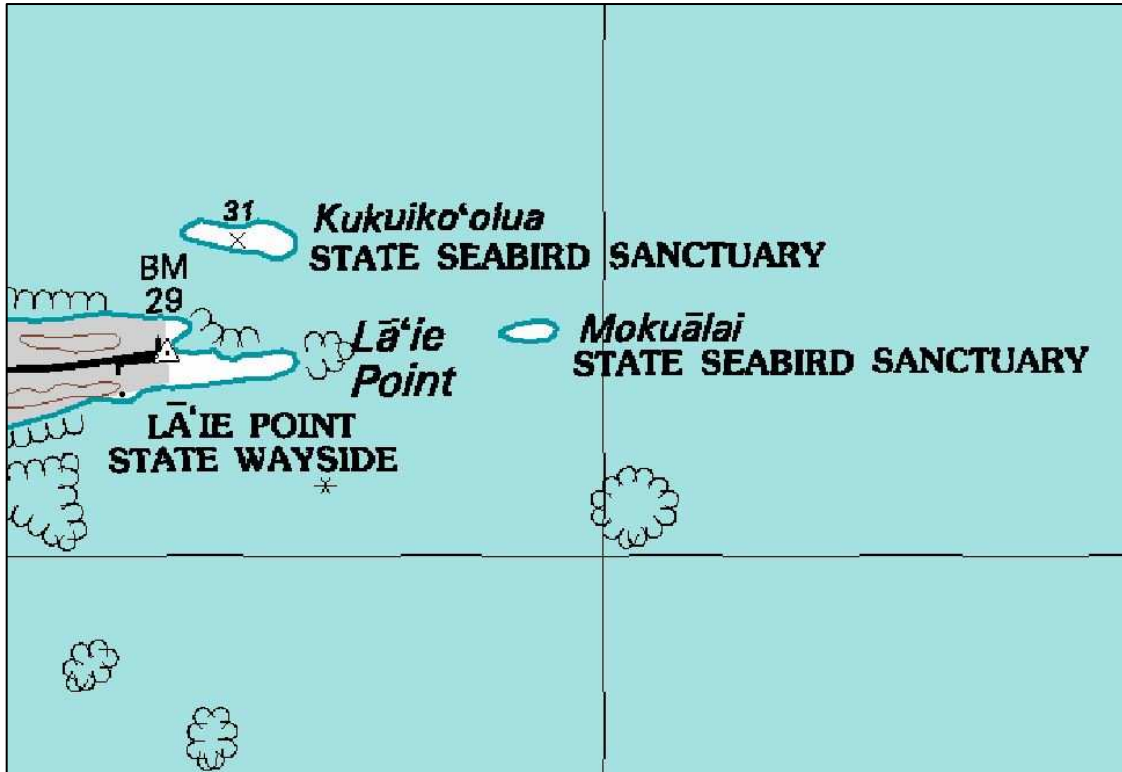 31
Kukuiko‘olua
STATE SEABIRD SANCTUARY
BM
29
Lā‘ie
Point
Mokuālai
STATE SEABIRD SANCTUARY
LĀ‘IE POINT
STATE WAYSIDE